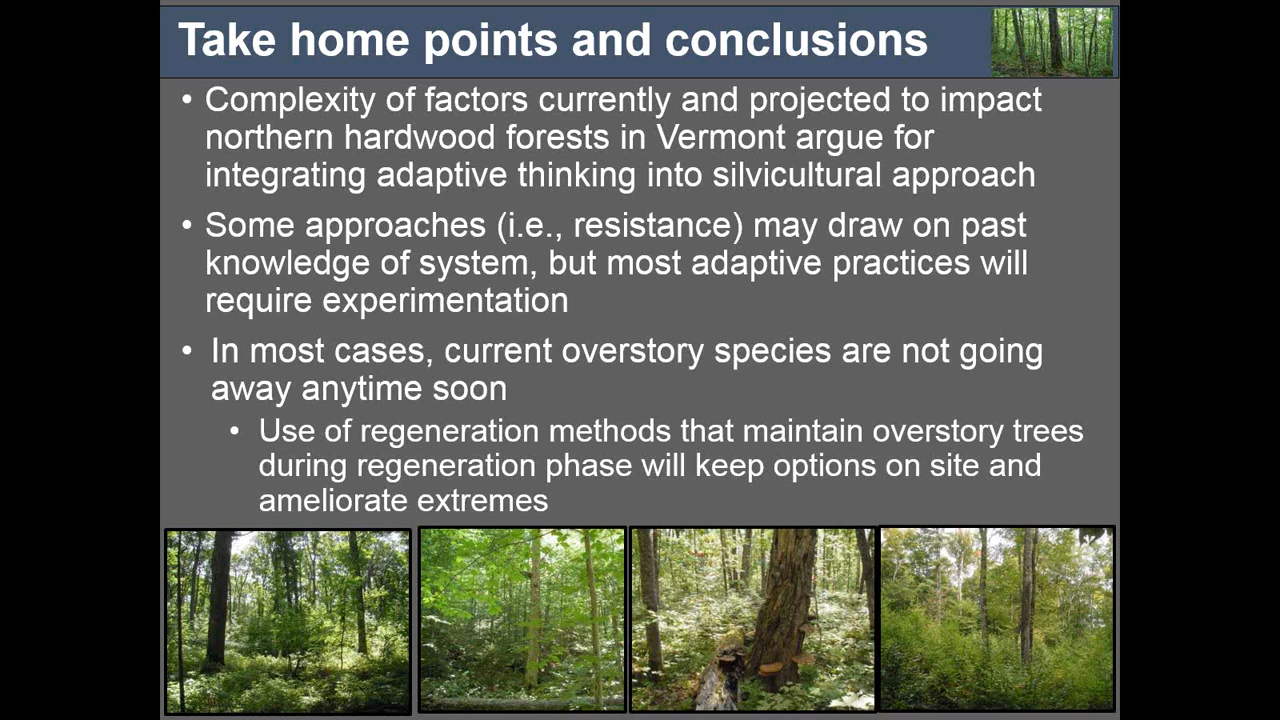 Take home points and conclusions
• Complexity of factors currently and projected to impact
northern hardwood forests in Vermont argue for
integrating adaptive thinking into silvicultural approach
• Some approaches (i.e., resistance) may draw on past
knowledge of system, but most adaptive practices will
require experimentation
• In most cases, current overstory species are not going
away anytime soon
• Use of regeneration methods that maintain overstory trees
during regeneration phase will keep options on site and
ameliorate extremes